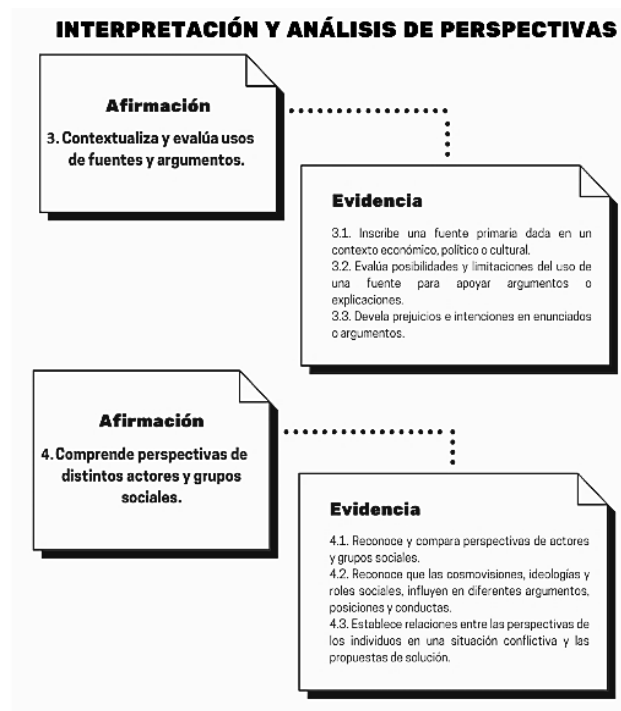 INTERPRETACIÓN Y ANÁLISIS DE PERSPECTIVAS
Afirmación
3. Contextualiza y evalúa usos
de fuentes y argumentos.
Evidencia
3.1. Inscribe una fuente primaria dada en un
contexto económico, político o cultural.
3.2. Evalúa posibilidades y limitaciones del uso de
una fuente para apoyar argumentos o
explicaciones.
3.3. Devela prejuicios e intenciones en enunciados
o argumentos.
Afirmación
4. Comprende perspectivas de
distintos actores y grupos
sociales.
Evidencia
4.1. Reconoce y compara perspectivas de actores
y grupos sociales.
4.2. Reconoce que las cosmovisiones, ideologías y
roles sociales, influyen en diferentes argumentos,
posiciones y conductas.
4.3. Establece relaciones entre las perspectivas de
los individuos en una situación conflictiva y las
propuestas de solución.